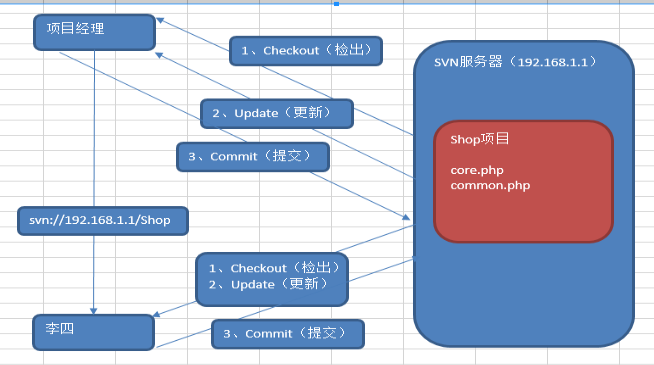 项目经理
1、Checkout（检出）
SVN服务器（192.168.1.1）
2、Update（更新）
Shop项目
3、Commit（提交）
core.php
common.php
svn://192.168.1.1/Shop
1、Checkout（检出）
2、Update（更新）
李四
3、Commit（提交）